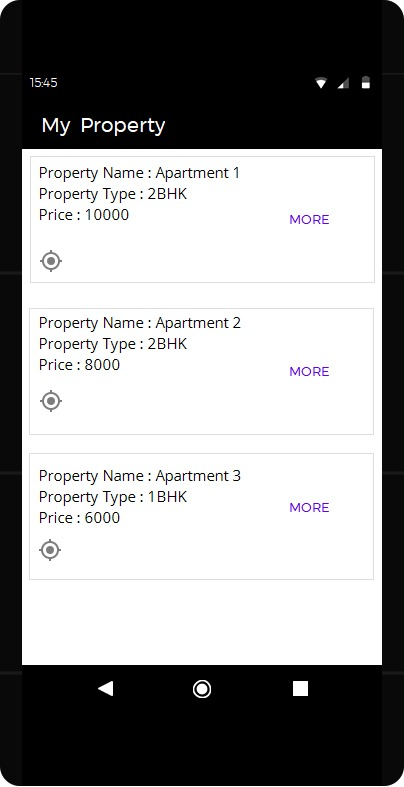 15:45
My Property
Property Name : Apartment 1
Property Type : 2BHK
Price : 10000
MORE
Property Name : Apartment 2
Property Type : 2BHK
Price : 8000
MORE
Property Name : Apartment 3
Property Type : 1BHK
Price : 6000
MORE